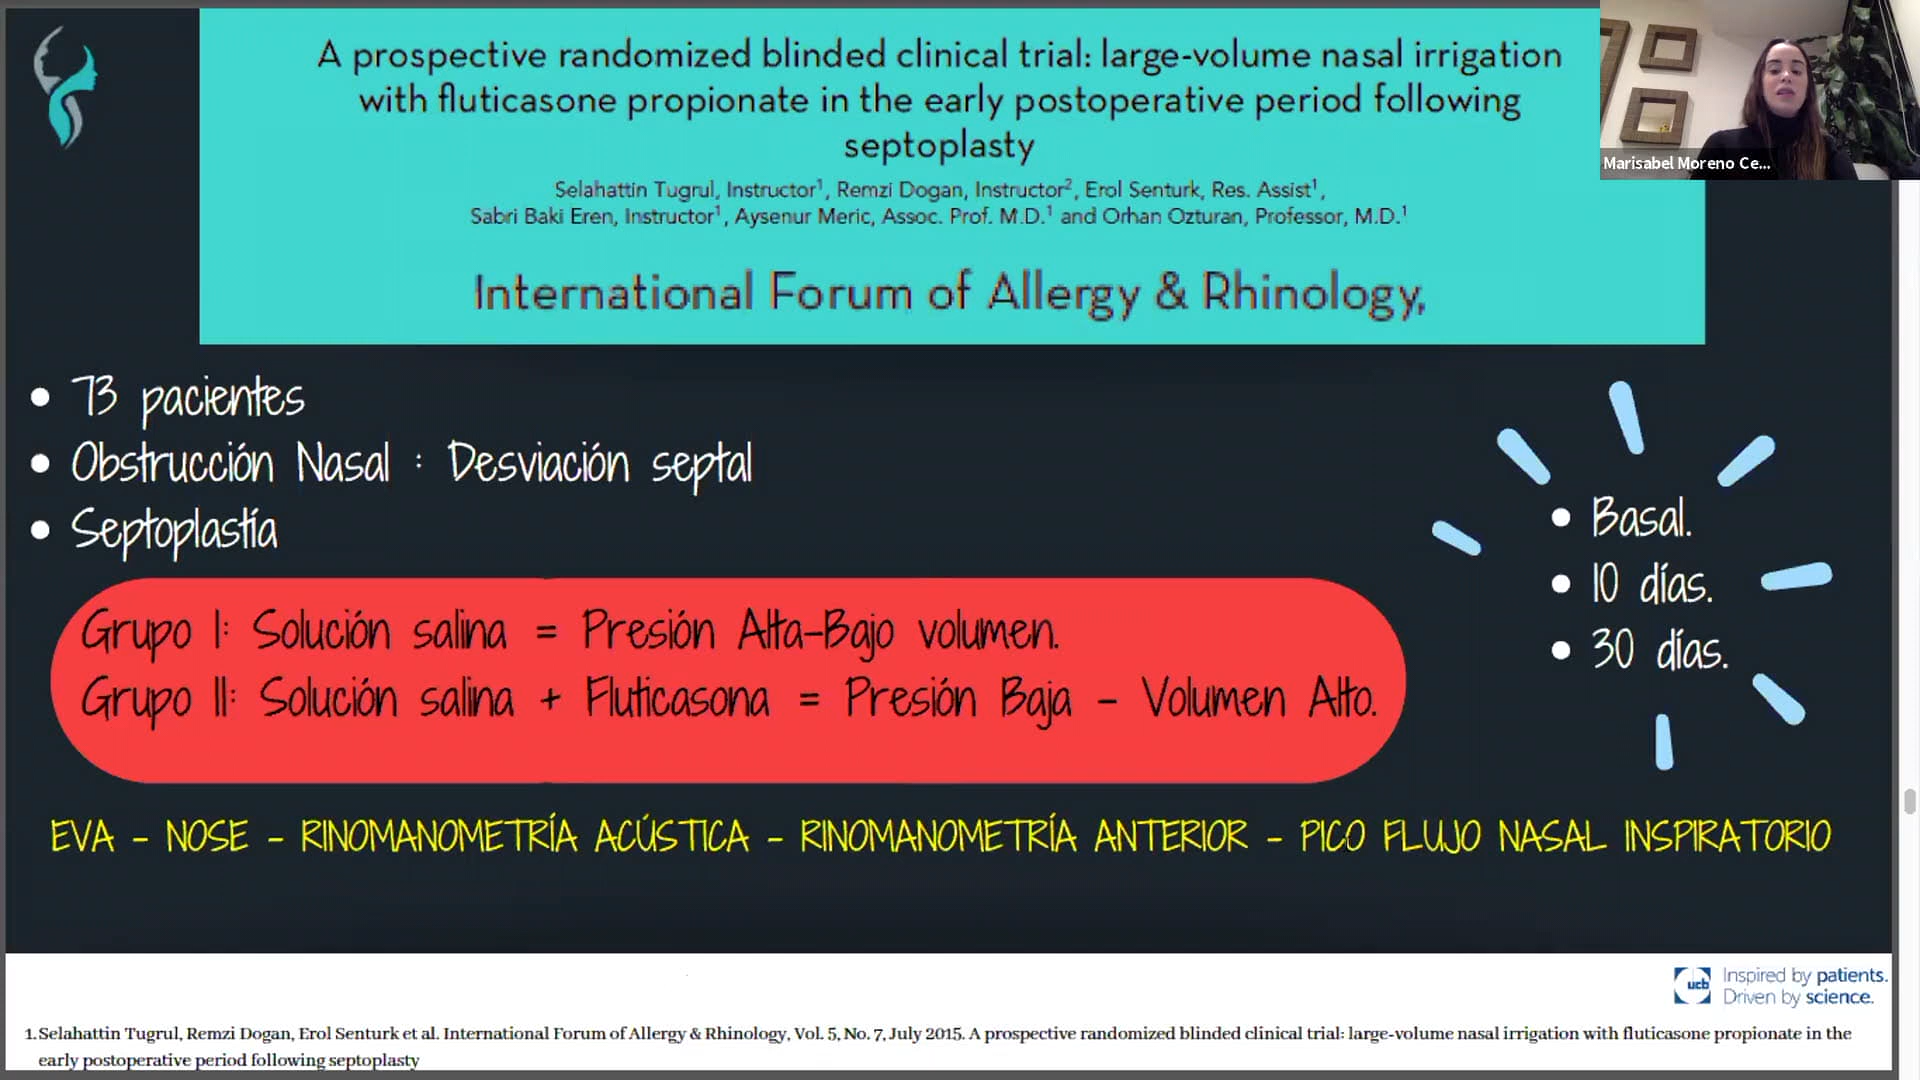 A prospective randomized blinded clinical trial: large-volume nasal irrigation
with fluticasone propionate in the early postoperative period following
septoplasty
Selahattin Tugrul, Instructor¹, Remzi Dogan, Instructor², Erol Senturk, Res. Assist¹,
Sabri Baki Eren, Instructor¹, Aysenur Meric, Assoc. Prof. M.D.¹ and Orhan Ozturan, Professor, M.D.¹
International Forum of Allergy & Rhinology,
Marisabel Moreno Ce...
• 73 pacientes
• Obstrucción Nasal : Desviación septal
• Septoplastía
Grupo I: Solución salina = Presión Alta-Bajo volumen.
Grupo II: Solución salina + Fluticasona = Presión Baja - Volumen Alto.
• Basal.
• 10 días.
• 30 días.
EVA - NOSE - RINOMANOMETRÍA ACÚSTICA - RINOMANOMETRÍA ANTERIOR - PICO FLUJO NASAL INSPIRATORIO
ucb
Inspired by patients.
Driven by science.
1. Selahattin Tugrul, Remzi Dogan, Erol Senturk et al. International Forum of Allergy & Rhinology, Vol. 5, No. 7, July 2015. A prospective randomized blinded clinical trial: large-volume nasal irrigation with fluticasone propionate in the
early postoperative period following septoplasty